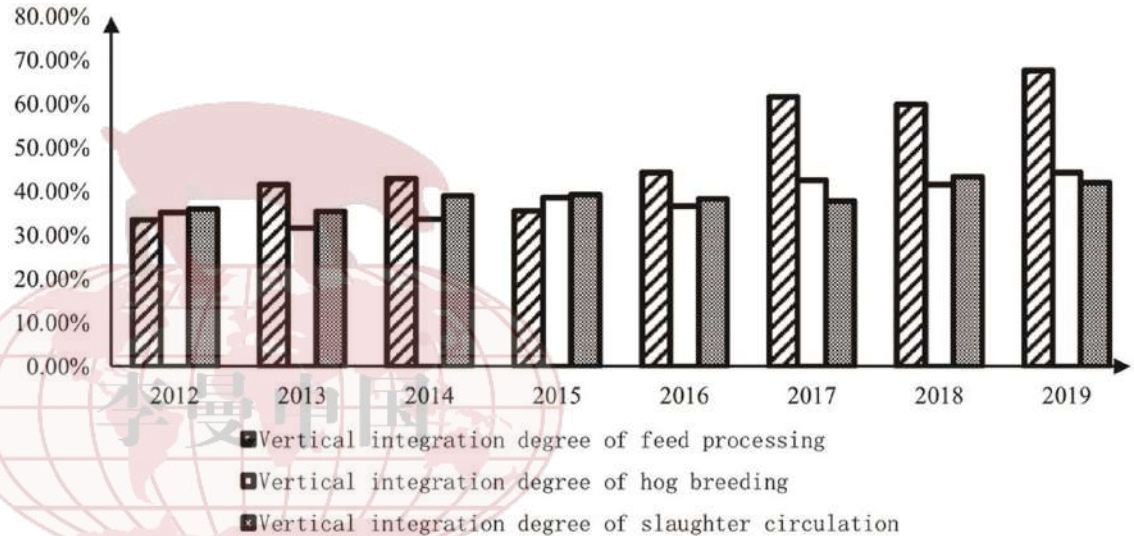 80.00%
70.00%
60.00%
50.00%
40.00%
30.00%
20.00%
10.00%
0.00%
2012 2013 2014 2015 2016 2017 2018 2019
李曼中国
Vertical integration degree of feed processing
Vertical integration degree of hog breeding
Vertical integration degree of slaughter circulation